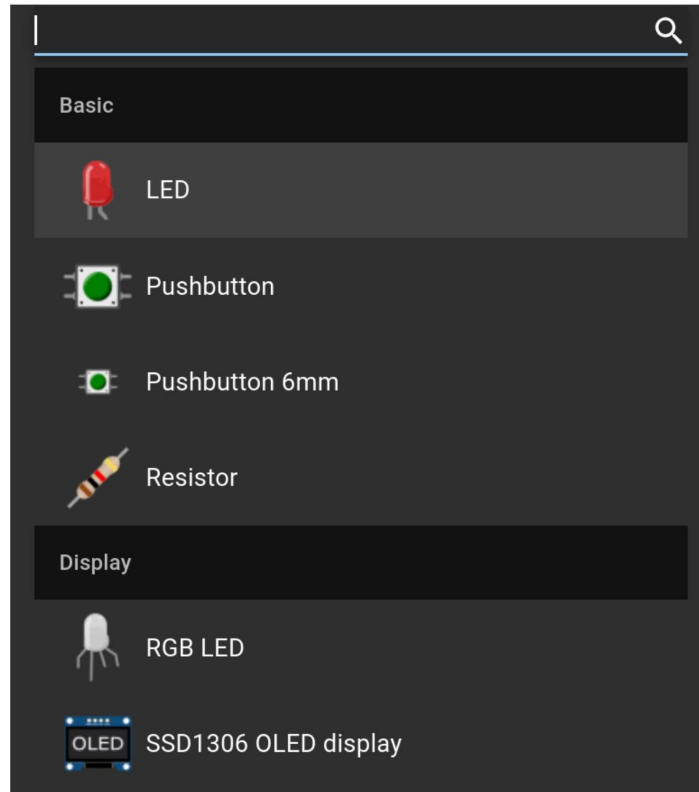 Basic
LED
Pushbutton
Pushbutton 6mm
Resistor
Display
RGB LED
OLED
SSD1306 OLED display